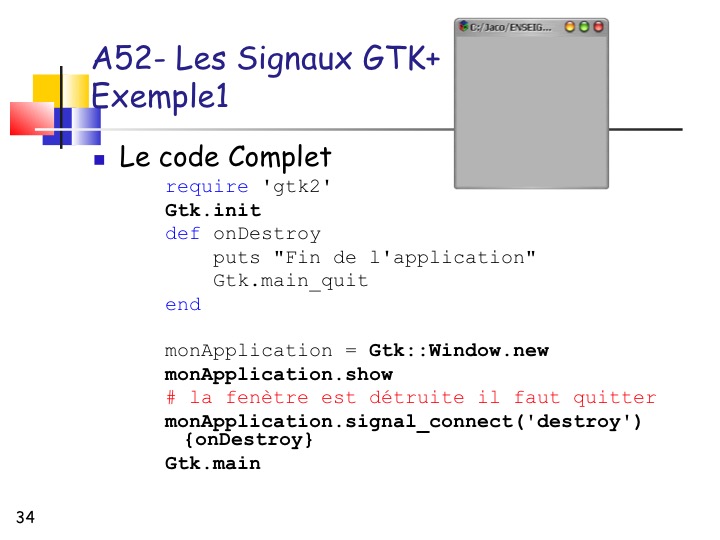 A52- Les Signaux GTK+
Exemple1
C:/Jaco/ENSEIG...
Le code Complet
require 'gtk2'
Gtk.init
def onDestroy
puts "Fin de l'application"
Gtk.main_quit
end
monApplication = Gtk::Window.new
monApplication.show
# la fenètre est détruite il faut quitter
monApplication.signal_connect('destroy')
{onDestroy}
Gtk.main
34